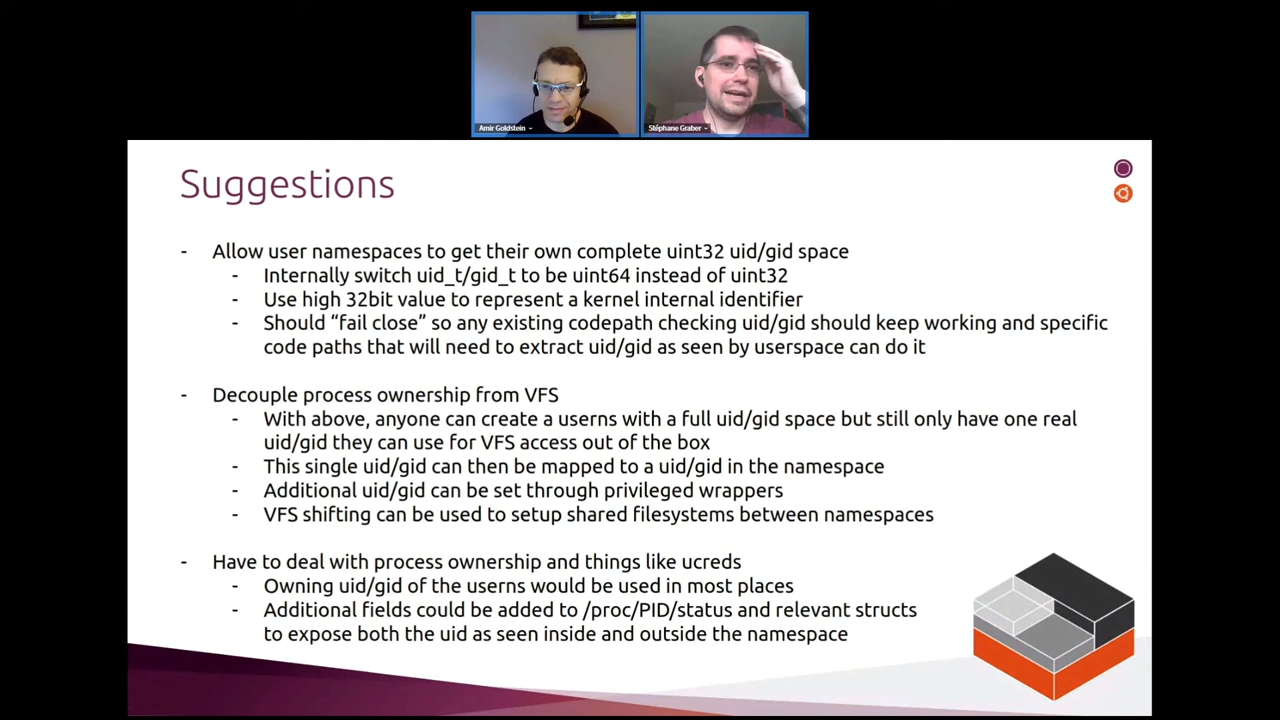 Amir Goldstein
Stéphane Graber
Suggestions
- Allow user namespaces to get their own complete uint32 uid/gid space
- Internally switch uid_t/gid_t to be uint64 instead of uint32
- Use high 32bit value to represent a kernel internal identifier
- Should “fail close” so any existing codepath checking uid/gid should keep working and specific
code paths that will need to extract uid/gid as seen by userspace can do it
- Decouple process ownership from VFS
- With above, anyone can create a userns with a full uid/gid space but still only have one real
uid/gid they can use for VFS access out of the box
- This single uid/gid can then be mapped to a uid/gid in the namespace
- Additional uid/gid can be set through privileged wrappers
- VFS shifting can be used to setup shared filesystems between namespaces
- Have to deal with process ownership and things like ucreds
- Owning uid/gid of the userns would be used in most places
- Additional fields could be added to /proc/PID/status and relevant structs
to expose both the uid as seen inside and outside the namespace